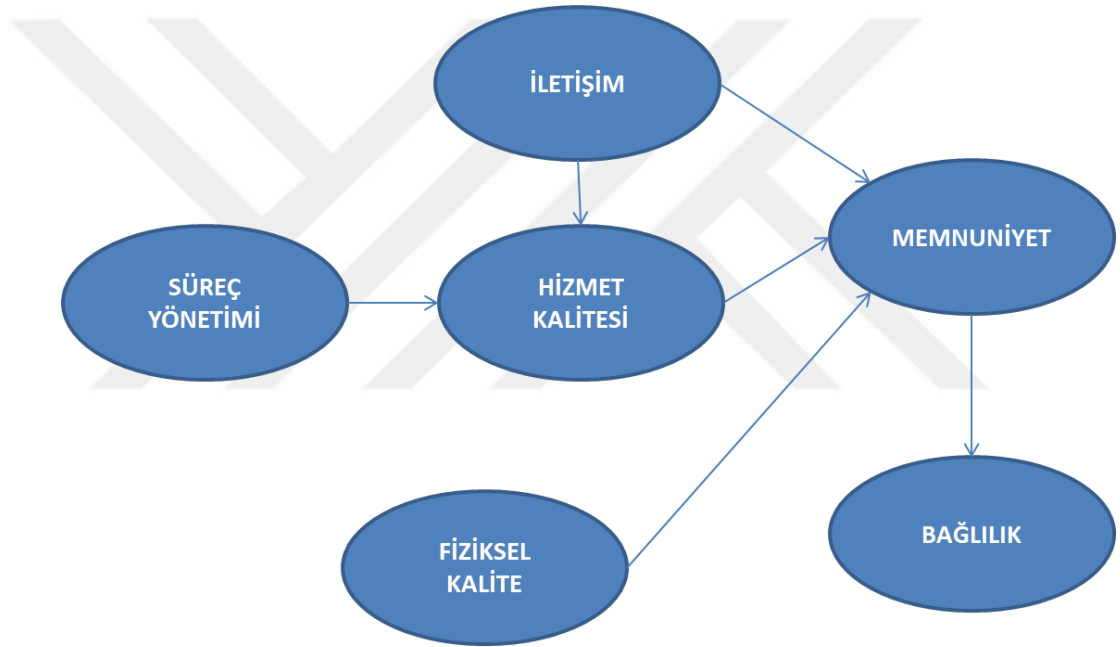 İLETİŞİM
MEMNUNİYET
SÜREÇ
YÖNETİMİ
HİZMET
KALİTESİ
FİZİKSEL
KALİTE
BAĞLILIK